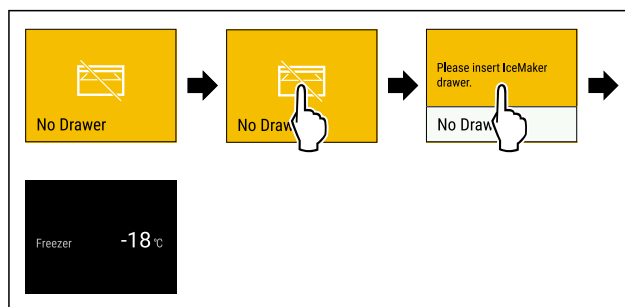 No Drawer
No Draw
Please insert IceMaker
drawer.
No Draw
Freezer -18 °C